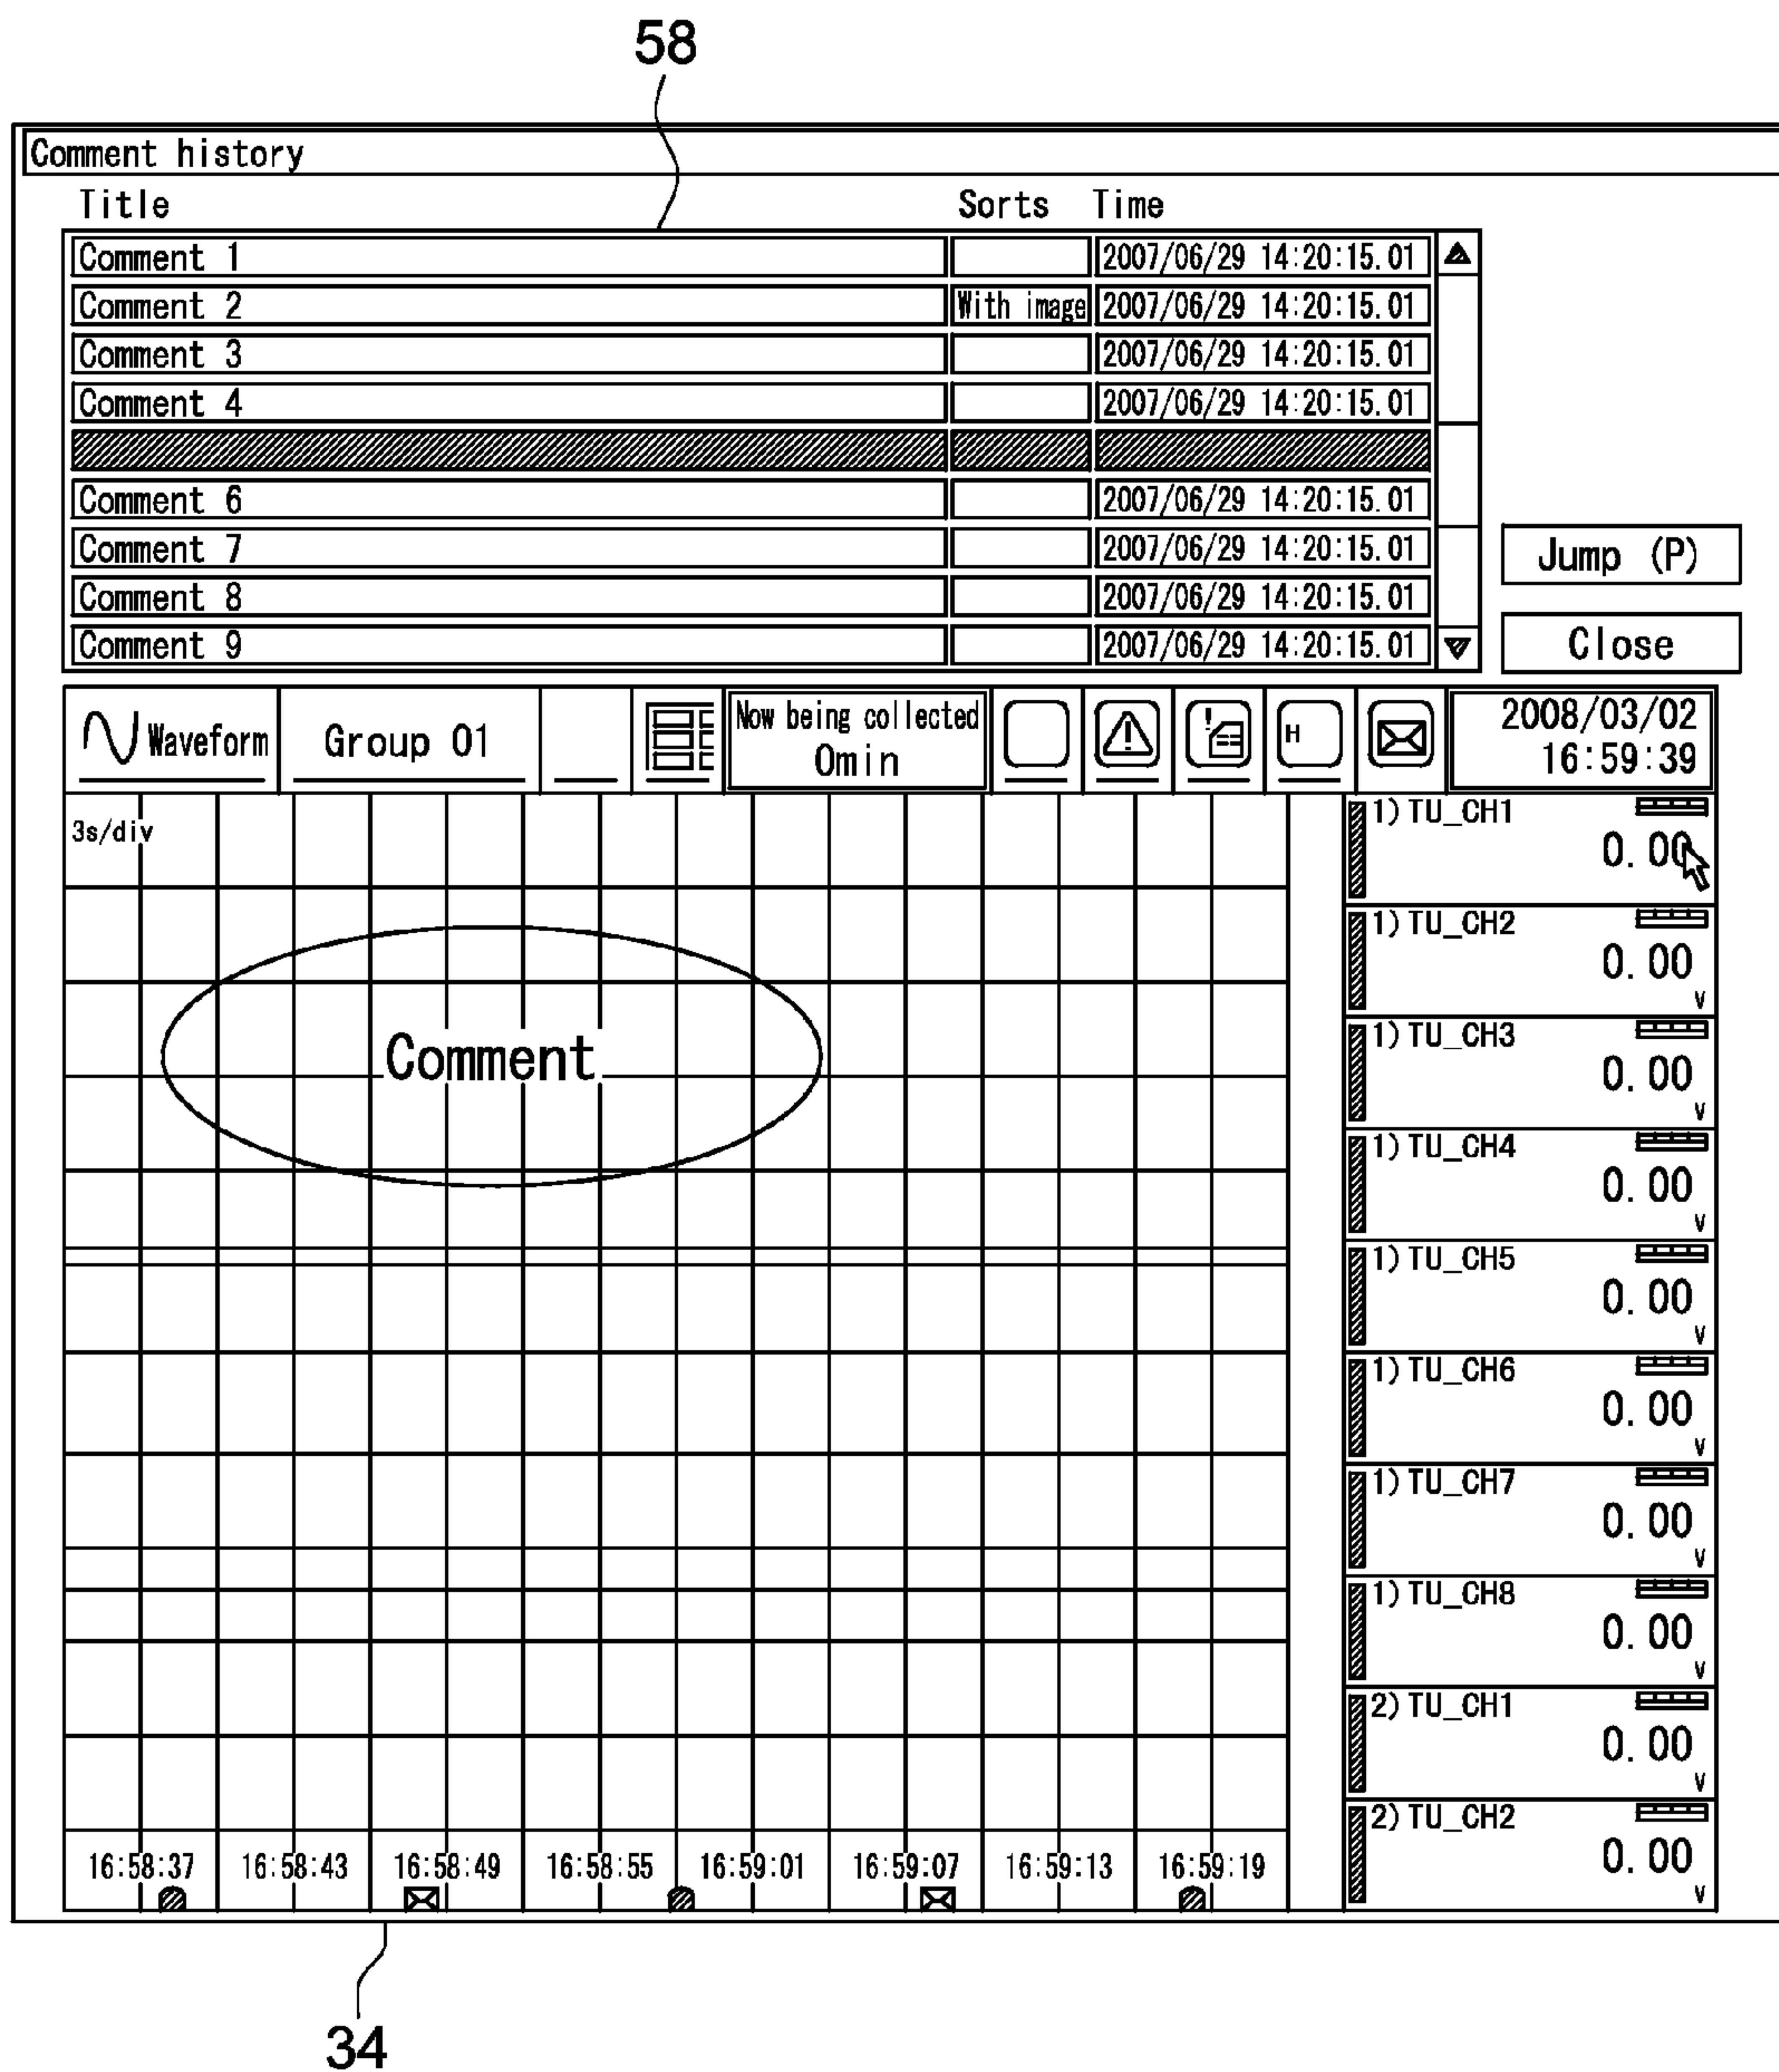 58
Comment history
Title Sorts Time
Comment 1 2007/06/29 14:20:15.01
Comment 2 With image 2007/06/29 14:20:15.01
Comment 3 2007/06/29 14:20:15.01
Comment 4 2007/06/29 14:20:15.01
Comment 6 2007/06/29 14:20:15.01
Comment 7 2007/06/29 14:20:15.01
Comment 8 2007/06/29 14:20:15.01
Comment 9 2007/06/29 14:20:15.01
Jump (P)
Close
Waveform
Group 01
Now being collected
0min
!
!
H
2008/03/02
16:59:39
3s/div
Comment
1) TU_CH1
0.00
1) TU_CH2
0.00
V
1) TU_CH3
0.00
V
1) TU_CH4
0.00
V
1) TU_CH5
0.00
V
1) TU_CH6
0.00
V
1) TU_CH7
0.00
V
1) TU_CH8
0.00
V
2) TU_CH1
0.00
V
2) TU_CH2
0.00
V
16:58:37 16:58:43 16:58:49 16:58:55 16:59:01 16:59:07 16:59:13 16:59:19
34